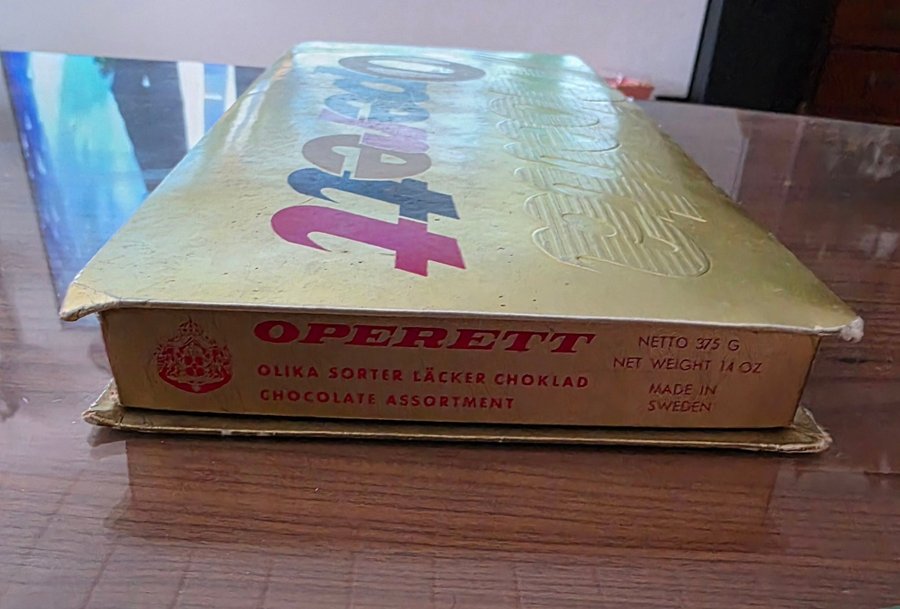 Operett
OPERETT
OLIKA SORTER LÄCKER CHOKLAD
CHOCOLATE ASSORTMENT
NETTO 375 G
NET WEIGHT 14 OZ
MADE IN
SWEDEN